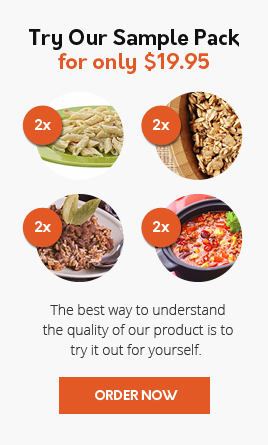 Try Our Sample Pack
for only $19.95
2x
2x
2x
2x
The best way to understand
the quality of our product is to
try it out for yourself.
ORDER NOW